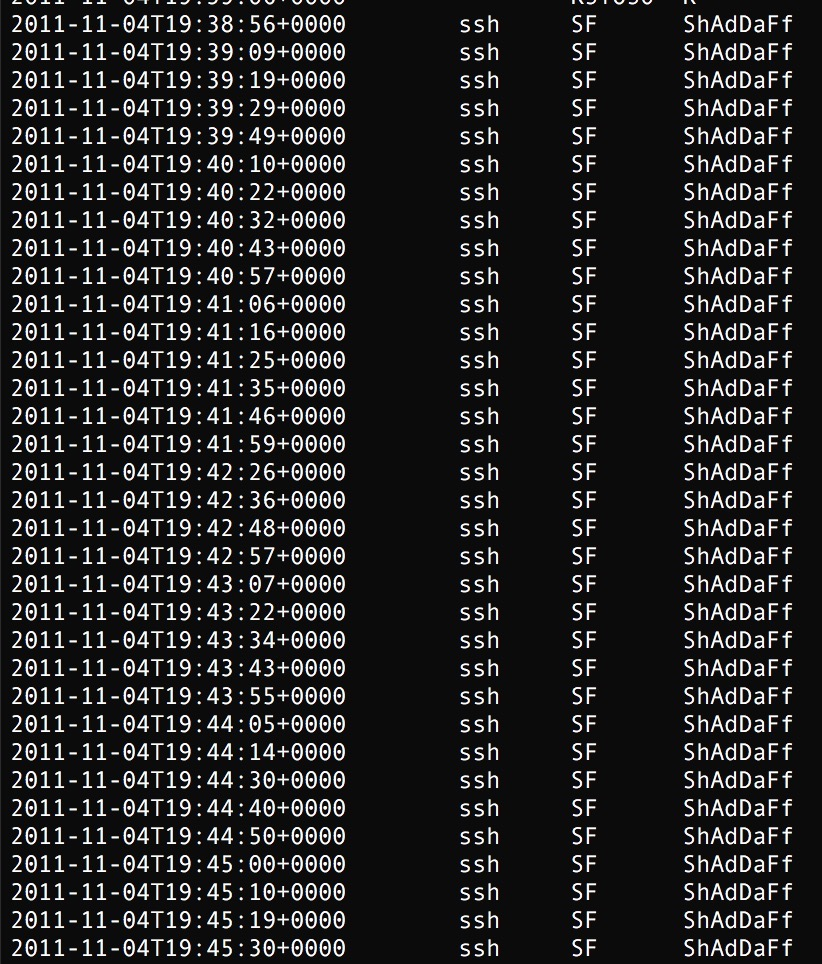 2011-11-04T19:38:56+0000 ssh SF ShAdDaFf
2011-11-04T19:39:09+0000 ssh SF ShAdDaFf
2011-11-04T19:39:19+0000 ssh SF ShAdDaFf
2011-11-04T19:39:29+0000 ssh SF ShAdDaFf
2011-11-04T19:39:49+0000 ssh SF ShAdDaFf
2011-11-04T19:40:10+0000 ssh SF ShAdDaFf
2011-11-04T19:40:22+0000 ssh SF ShAdDaFf
2011-11-04T19:40:32+0000 ssh SF ShAdDaFf
2011-11-04T19:40:43+0000 ssh SF ShAdDaFf
2011-11-04T19:40:57+0000 ssh SF ShAdDaFf
2011-11-04T19:41:06+0000 ssh SF ShAdDaFf
2011-11-04T19:41:16+0000 ssh SF ShAdDaFf
2011-11-04T19:41:25+0000 ssh SF ShAdDaFf
2011-11-04T19:41:35+0000 ssh SF ShAdDaFf
2011-11-04T19:41:46+0000 ssh SF ShAdDaFf
2011-11-04T19:41:59+0000 ssh SF ShAdDaFf
2011-11-04T19:42:26+0000 ssh SF ShAdDaFf
2011-11-04T19:42:36+0000 ssh SF ShAdDaFf
2011-11-04T19:42:48+0000 ssh SF ShAdDaFf
2011-11-04T19:42:57+0000 ssh SF ShAdDaFf
2011-11-04T19:43:07+0000 ssh SF ShAdDaFf
2011-11-04T19:43:22+0000 ssh SF ShAdDaFf
2011-11-04T19:43:34+0000 ssh SF ShAdDaFf
2011-11-04T19:43:43+0000 ssh SF ShAdDaFf
2011-11-04T19:43:55+0000 ssh SF ShAdDaFf
2011-11-04T19:44:05+0000 ssh SF ShAdDaFf
2011-11-04T19:44:14+0000 ssh SF ShAdDaFf
2011-11-04T19:44:30+0000 ssh SF ShAdDaFf
2011-11-04T19:44:40+0000 ssh SF ShAdDaFf
2011-11-04T19:44:50+0000 ssh SF ShAdDaFf
2011-11-04T19:45:00+0000 ssh SF ShAdDaFf
2011-11-04T19:45:10+0000 ssh SF ShAdDaFf
2011-11-04T19:45:19+0000 ssh SF ShAdDaFf
2011-11-04T19:45:30+0000 ssh SF ShAdDaFf